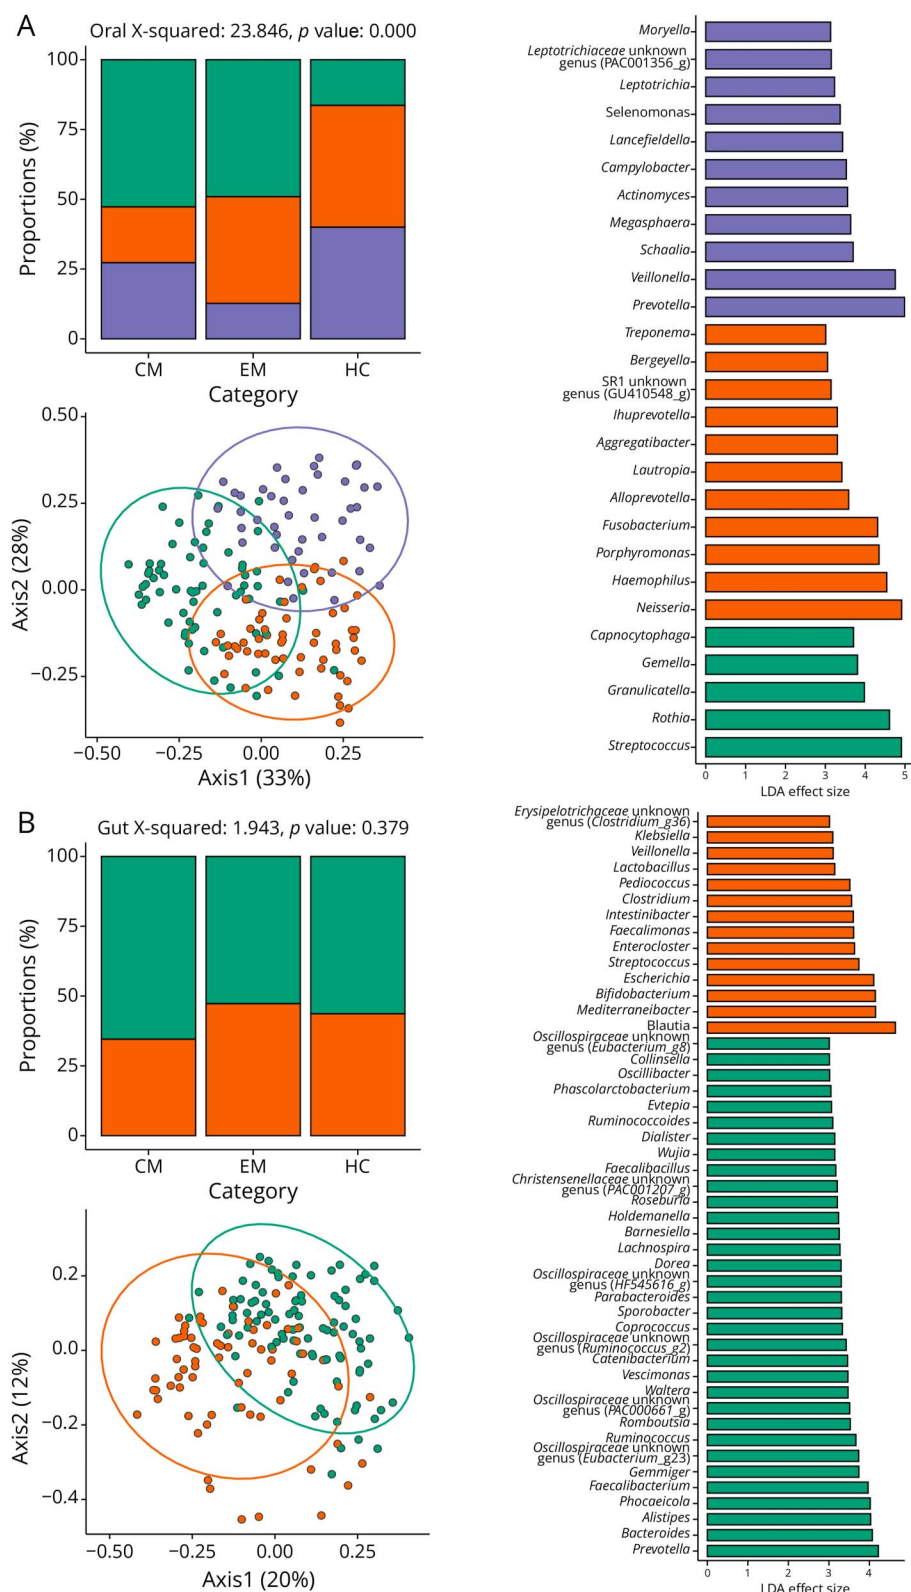 A
Oral X-squared: 23.846, p value: 0.000
Proportions (%)
100
75
50
25
0
CM
EM
HC
Category
Axis2 (28%)
0.50
0.25
0.00
−0.25
−0.50
−0.25
0.00
0.25
Axis1 (33%)
Moryella
Leptotrichiaceae unknown
genus (PAC001356_g)
Leptotrichia
Selenomonas
Lancefieldella
Campylobacter
Actinomyces
Megasphaera
Schaalia
Veillonella
Prevotella
Treponema
Bergeyella
SR1 unknown
genus (GU410548_g)
Ihuprevotella
Aggregatibacter
Lautropia
Alloprevotella
Fusobacterium
Porphyromonas
Haemophilus
Neisseria
Capnocytophaga
Gemella
Granulicatella
Rothia
Streptococcus
0
1
2
3
4
5
LDA effect size
B
Gut X-squared: 1.943, p value: 0.379
Proportions (%)
100
75
50
25
0
CM
EM
HC
Category
Axis2 (12%)
0.2
0.0
−0.2
−0.4
−0.50
−0.25
0.00
0.25
Axis1 (20%)
Erysipelotrichaceae unknown
genus (Clostridium_g36)
Klebsiella
Veillonella
Lactobacillus
Pediococcus
Clostridium
Intestinibacter
Faecalimonas
Enterocloster
Streptococcus
Escherichia
Bifidobacterium
Mediterraneibacter
Blautia
Oscillospiraceae unknown
genus (Eubacterium_g8)
Collinsella
Oscillibacter
Phascolarctobacterium
Evtepia
Ruminococcoides
Dialister
Wujia
Faecalibacillus
Christensenellaceae unknown
genus (PAC001207_g)
Roseburia
Holdemanella
Barnesiella
Lachnospira
Dorea
Oscillospiraceae unknown
genus (HF545616_g)
Parabacteroides
Sporobacter
Coprococcus
Oscillospiraceae unknown
genus (Ruminococcus_g2)
Catenibacterium
Vescimonas
Waltera
Oscillospiraceae unknown
genus (PAC000661_g)
Romboutsia
Ruminococcus
Oscillospiraceae unknown
genus (Eubacterium_g23)
Gemmiger
Faecalibacterium
Phocaeicola
Alistipes
Bacteroides
Prevotella
0
1
2
3
4
LDA effect size